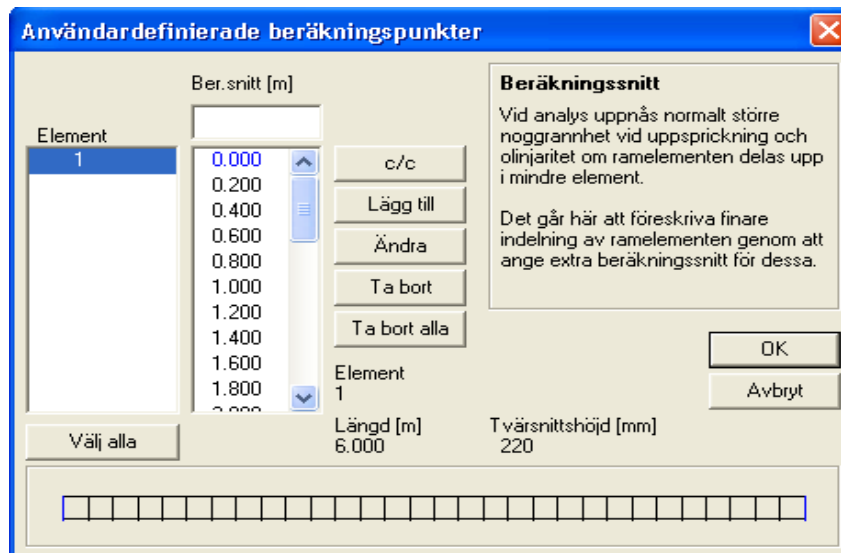 Användardefinierade beräkningspunkter
Ber.snitt [m]
Element
1
0.000
0.200
0.400
0.600
0.800
1.000
1.200
1.400
1.600
1.800
c/c
Lägg till
Ändra
Ta bort
Ta bort alla
Element
1
Längd [m]
6.000
Tvärsnittshöjd [mm]
220
Välj alla
Beräkningssnitt
Vid analys uppnås normalt större
noggrannhet vid uppsprickning och
olinjaritet om ramelementen delas upp
i mindre element.
Det går här att föreskriva finare
indelning av ramelementen genom att
ange extra beräkningssnitt för dessa.
OK
Avbryt